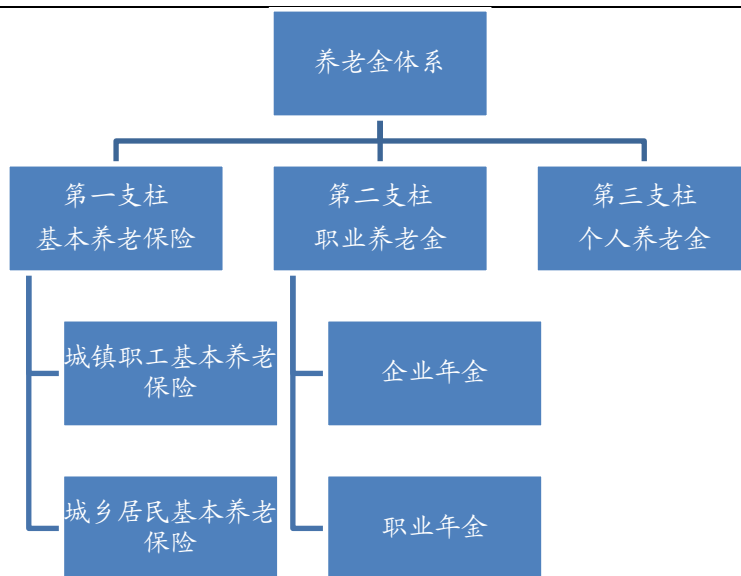 养老金体系
第一支柱
基本养老保险
第二支柱
职业养老金
第三支柱
个人养老金
城镇职工基本养老
保险
企业年金
城乡居民基本养老
保险
职业年金